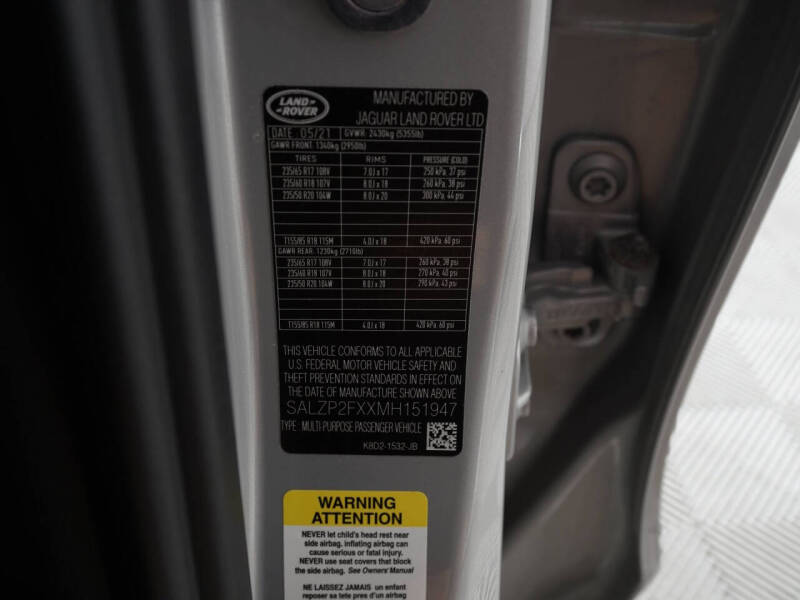 LAND
ROVER
MANUFACTURED BY
JAGUAR LAND ROVER LTD
DATE 05/21 GVWR 2430kg (5355lb)
GAWR FRONT 1340kg (2950lb)
TIRES RIMS PRESSURE (COLD)
235/65 R17 108V 7.0J x 17 250 kPa, 37 psi
235/60 R18 107V 8.0J x 18 260 kPa, 38 psi
235/50 R20 104W 8.0J x 20 300 kPa, 44 psi
T155/85 R18 115M 4.0J x 18 420 kPa, 60 psi
GAWR REAR: 1230kg (2710lb)
235/65 R17 108V 7.0J x 17 260 kPa, 38 psi
235/60 R18 107V 8.0J x 18 270 kPa, 40 psi
235/50 R20 104W 8.0J x 20 290 kPa, 43 psi
T155/85 R18 115M 4.0J x 18 420 kPa, 60 psi
THIS VEHICLE CONFORMS TO ALL APPLICABLE
U.S. FEDERAL MOTOR VEHICLE SAFETY AND
THEFT PREVENTION STANDARDS IN EFFECT ON
THE DATE OF MANUFACTURE SHOWN ABOVE
SALZP2FXXMH151947
TYPE: MULTI-PURPOSE PASSENGER VEHICLE
K8D2-1532-JB
WARNING
ATTENTION
NEVER let child's head rest near
side airbag, inflating airbag can
cause serious or fatal injury.
NEVER use seat covers that
block the side airbag. See Owners' Manual
NE LAISSEZ JAMAIS un enfant
reposer sa tête près d'un airbag